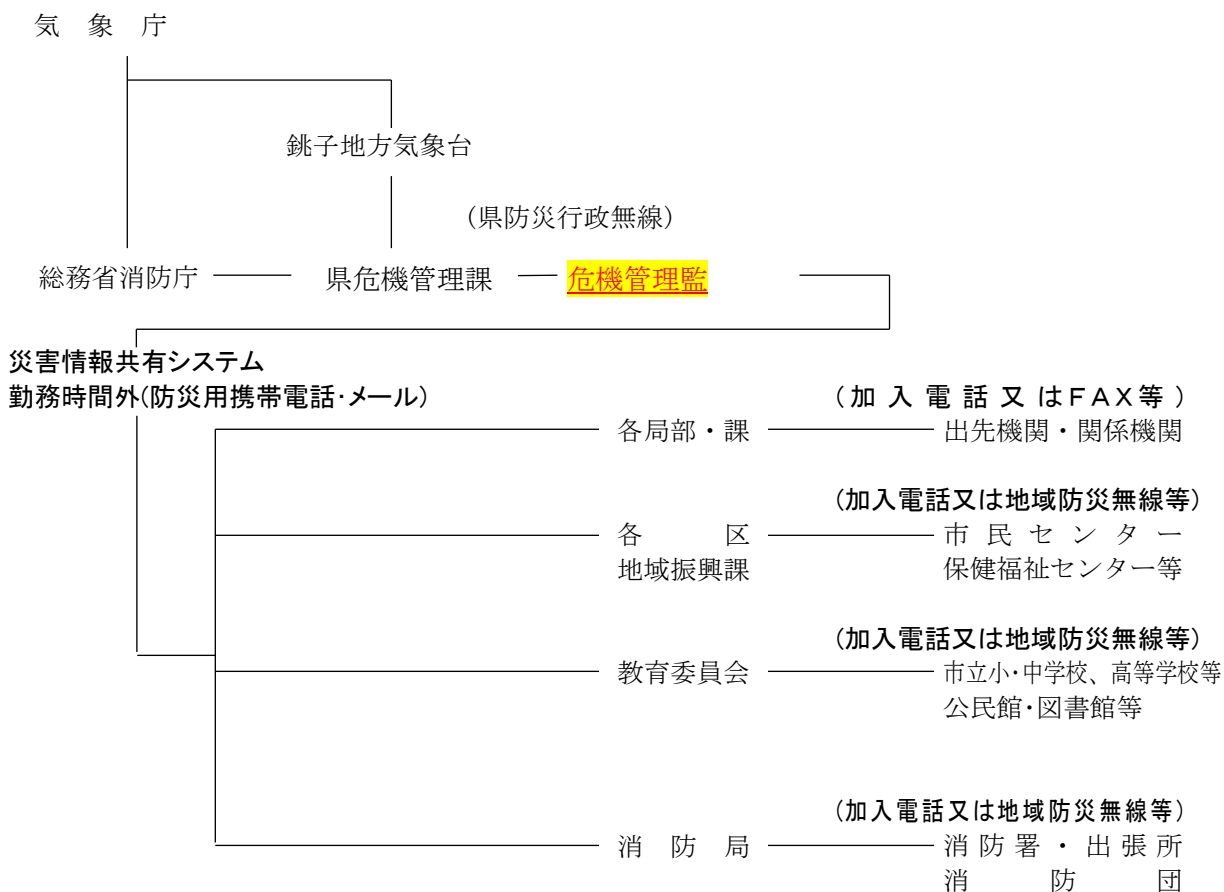 気象庁
銚子地方気象台
（県防災行政無線）
総務省消防庁 県危機管理課 危機管理監
災害情報共有システム
勤務時間外(防災用携帯電話･メール)
（加入電話又はＦＡＸ等）
各局部・課 出先機関・関係機関
（加入電話又は地域防災無線等）
各区 市民センター
地域振興課 保健福祉センター等
（加入電話又は地域防災無線等）
教育委員会 市立小･中学校、高等学校等
公民館･図書館等
（加入電話又は地域防災無線等）
消防局 消防署・出張所
消防団